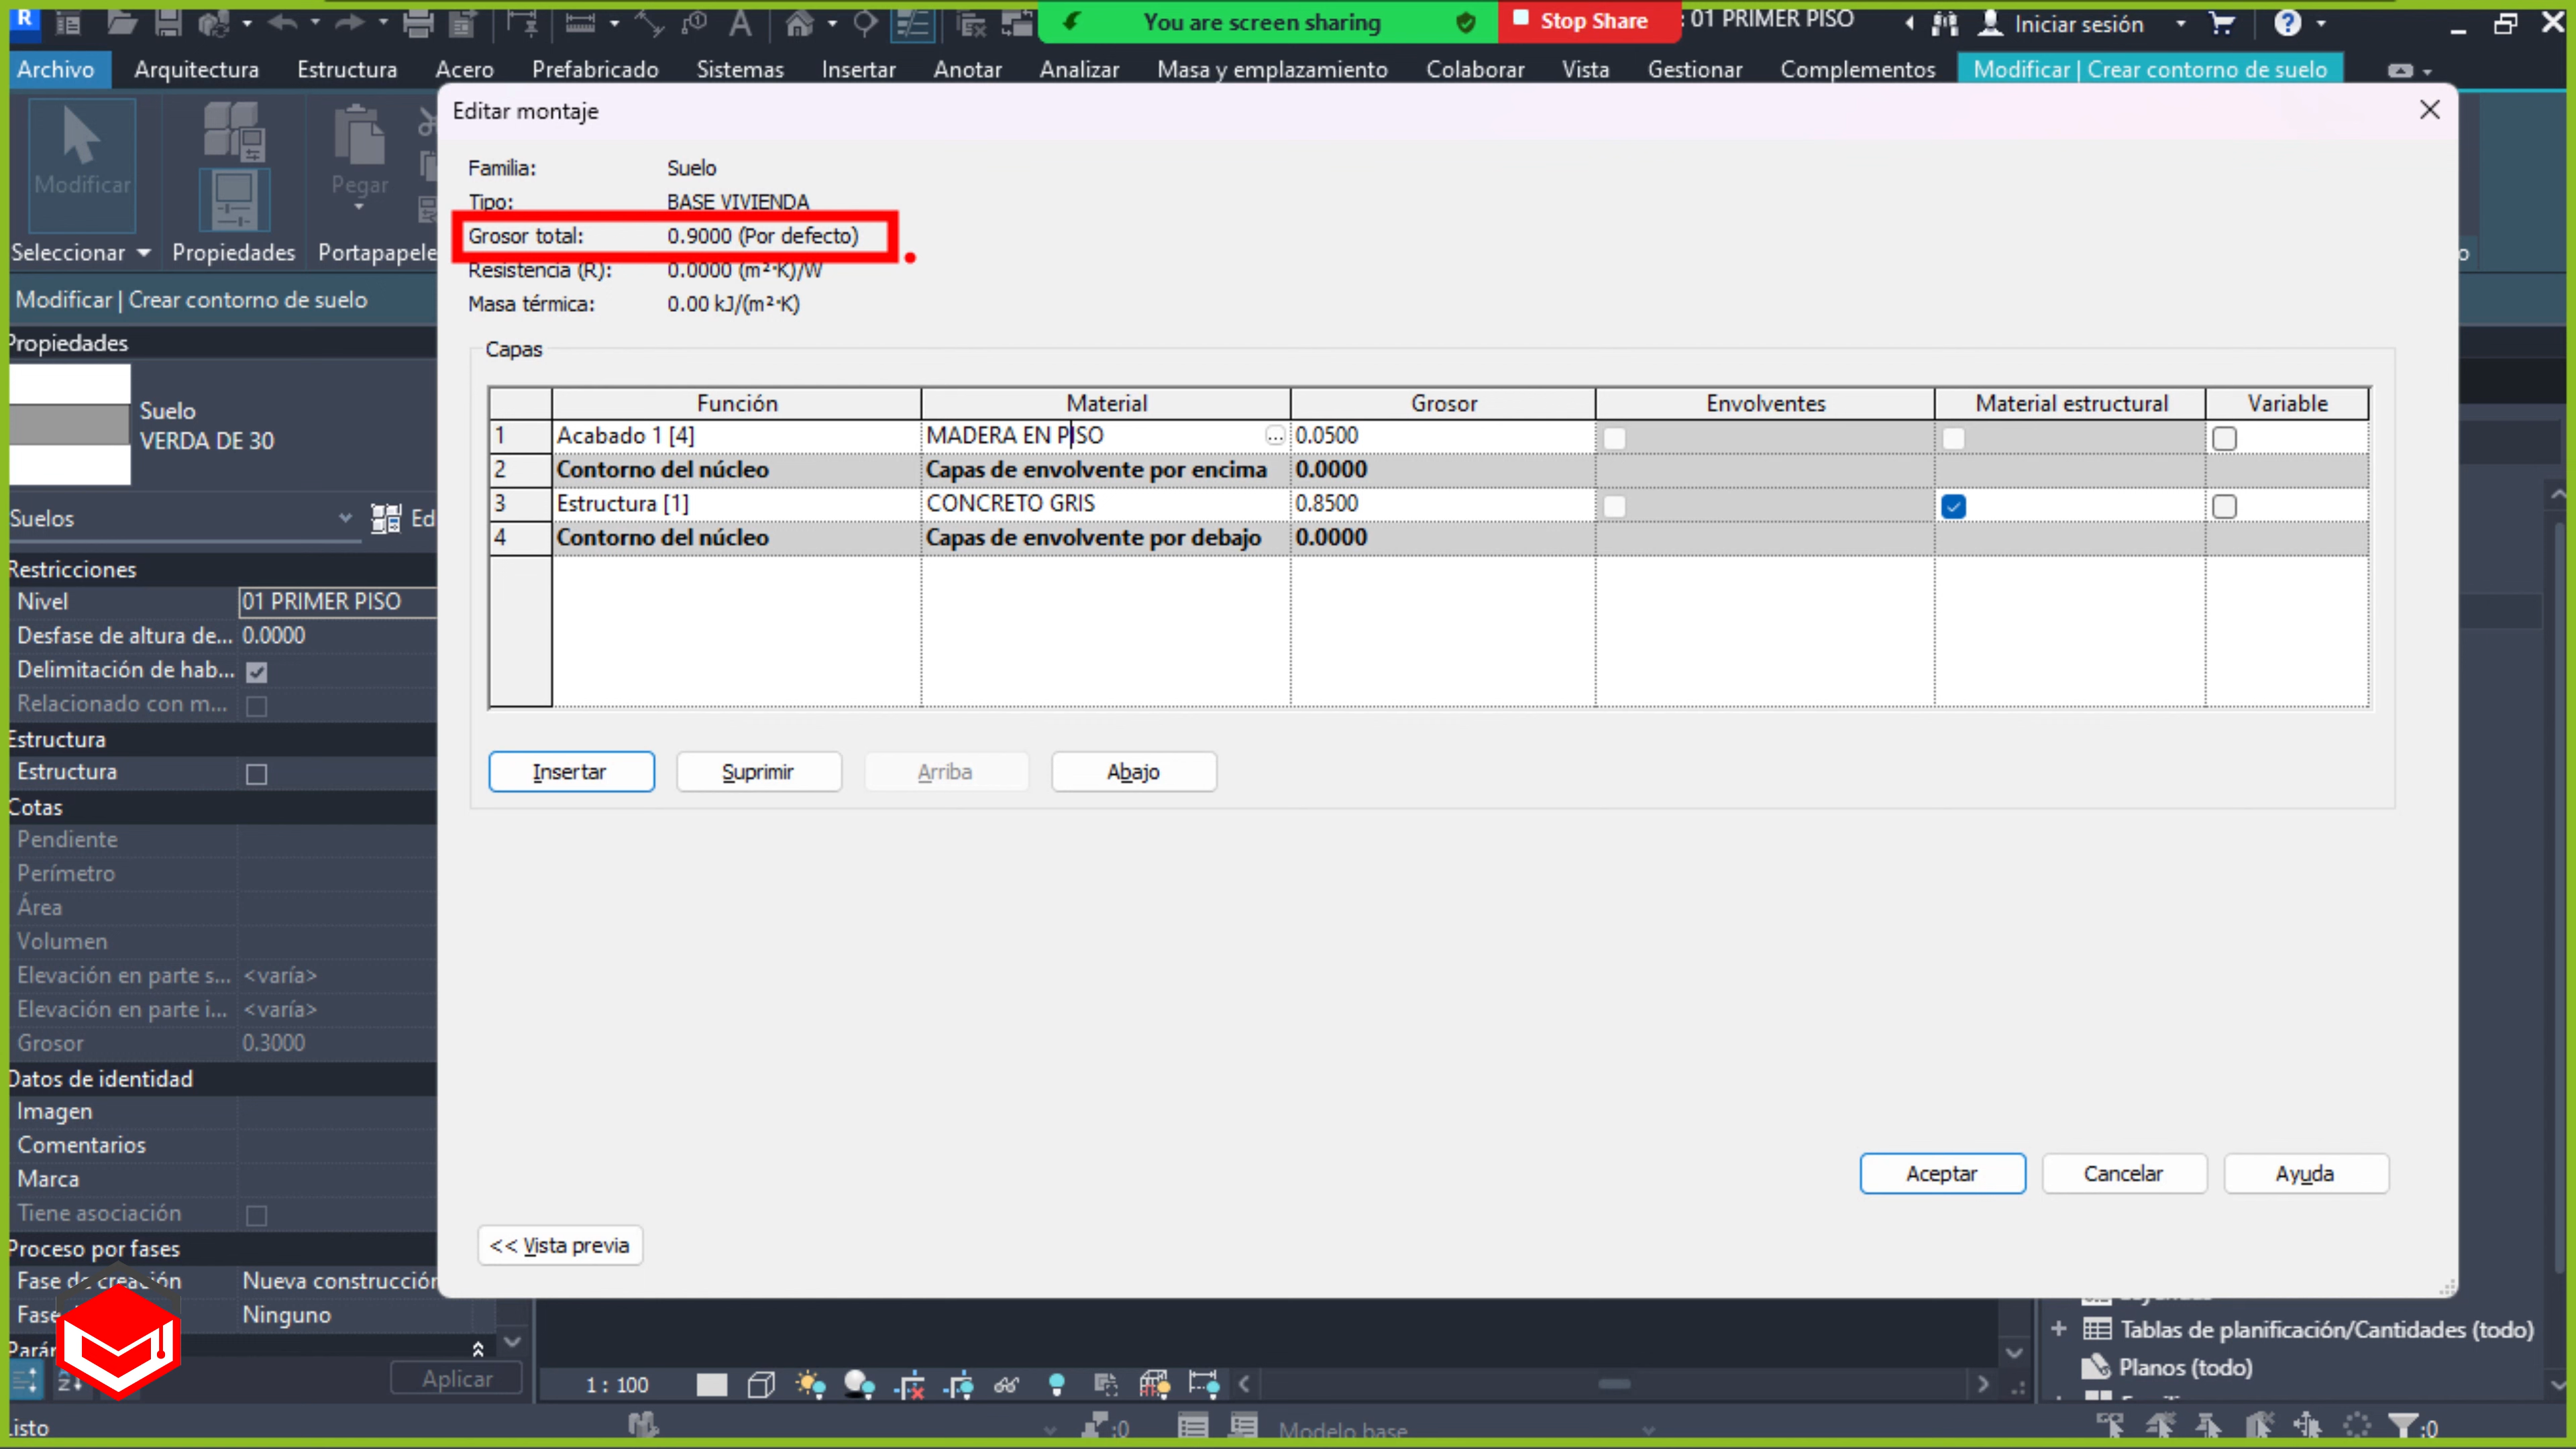 R
You are screen sharing
Stop Share
: 01 PRIMER PISO
Iniciar sesión
Archivo
Arquitectura
Estructura
Acero
Prefabricado
Sistemas
Insertar
Anotar
Analizar
Masa y emplazamiento
Colaborar
Vista
Gestionar
Complementos
Modificar | Crear contorno de suelo
Modificar
Pegar
Seleccionar
Propiedades
Portapapele
Modificar | Crear contorno de suelo
Propiedades
Suelo
VERDA DE 30
Suelos
Ed
Restricciones
Nivel 01 PRIMER PISO
Desfase de altura de... 0.0000
Delimitación de hab...
Relacionado con m...
Estructura
Estructura
Cotas
Pendiente
Perímetro
Área
Volumen
Elevación en parte s... <varía>
Elevación en parte i... <varía>
Grosor 0.3000
Datos de identidad
Imagen
Comentarios
Marca
Tiene asociación
Proceso por fases
Fase de creación Nueva construcción
Fase Ninguno
Pará
Aplicar
Editar montaje
Familia: Suelo
Tipo: BASE VIVIENDA
Grosor total: 0.9000 (Por defecto)
Resistencia (R): 0.0000 (m²·K)/W
Masa térmica: 0.00 kJ/(m²·K)
Capas
Función Material Grosor Envolventes Material estructural Variable
1 Acabado 1 [4] MADERA EN PISO ... 0.0500
2 Contorno del núcleo Capas de envolvente por encima 0.0000
3 Estructura [1] CONCRETO GRIS 0.8500
4 Contorno del núcleo Capas de envolvente por debajo 0.0000
Insertar
Suprimir
Arriba
Abajo
Aceptar
Cancelar
Ayuda
<< Vista previa
1 : 100
Tablas de planificación/Cantidades (todo)
Planos (todo)
Listo
:0
Modelo base
:0